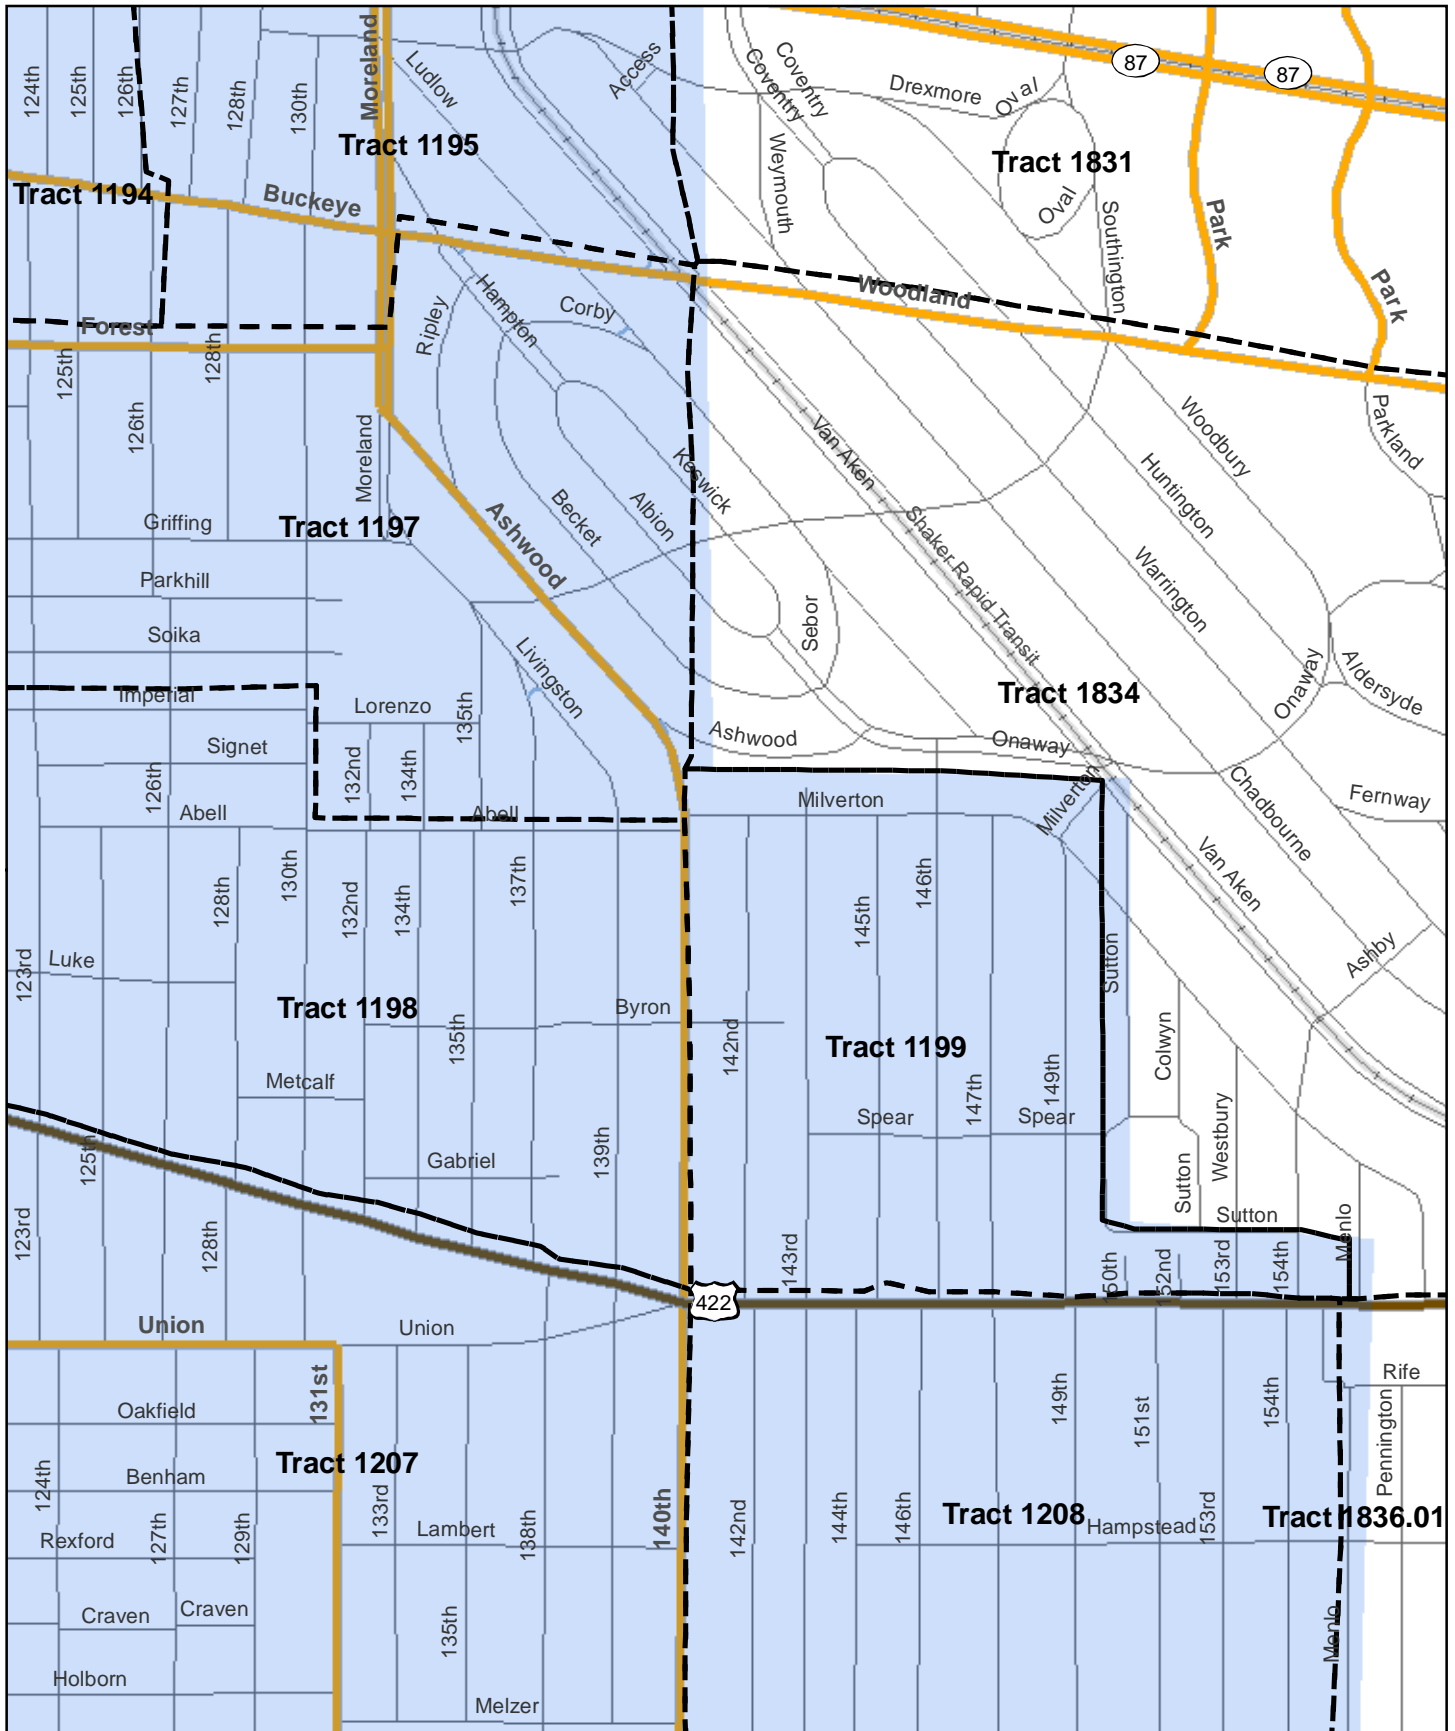 124th
125th
126th
127th
128th
130th
Moreland
Ludlow
Access
Coventry
Coventry
Weymouth
Drexmore
Oval
87
87
Tract 1195
Tract 1831
Tract 1194
Buckeye
Oval
Southington
Park
Park
Woodland
Forest
125th
126th
128th
Ripley
Hampton
Corby
Moreland
Van Aken
Woodbury
Parkland
Huntington
Keswick
Albion
Becket
Griffing
Tract 1197
Ashwood
Shaker Rapid Transit
Warrington
Parkhill
Soika
Sebor
Livingston
Onaway
Aldersyde
Imperial
Lorenzo
135th
Tract 1834
Signet
Ashwood
Onaway
126th
132nd
134th
Abell
Abell
Milverton
Milverton
Chadbourne
Fernway
128th
130th
132nd
134th
137th
145th
146th
Van Aken
123rd
Luke
Sutton
Ashby
Tract 1198
Byron
135th
142nd
Tract 1199
Colwyn
Metcalf
147th
149th
Spear
Spear
125th
Gabriel
139th
Sutton
Westbury
123rd
128th
143rd
Sutton
Menlo
150th
152nd
153rd
154th
422
Union
Union
131st
Rife
Oakfield
149th
151st
154th
Pennington
Tract 1207
124th
Benham
133rd
138th
140th
142nd
144th
146th
Tract 1208
Hampstead
153rd
Tract 1836.01
Rexford
127th
129th
Lambert
Craven
Craven
135th
Menlo
Holborn
Melzer